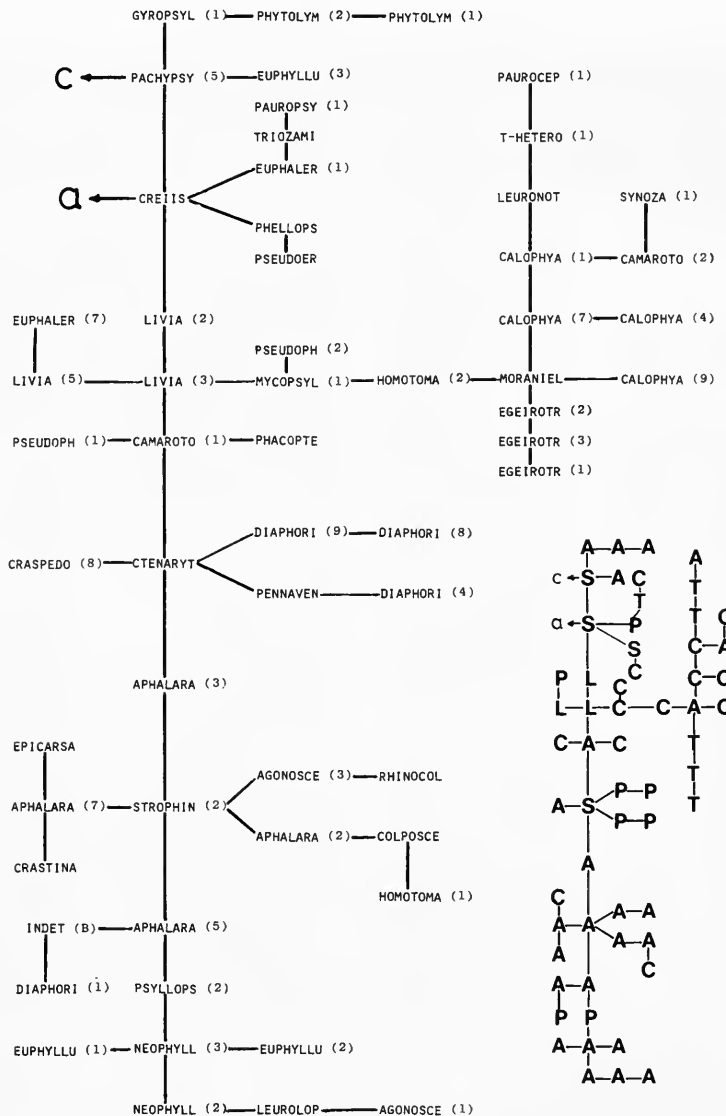 GYROPSYL (1) PHYTOLYM (2) PHYTOLYM (1)
C PACHYPSY (5) EUPHYLLU (3) PAUROCEP (1)
PAUROPSY (1)
TRIOZAMI T-HETERO (1)
EUPHALER (1)
a CREIIS LEURONOT SYNOZA (1)
PHELLOPS
PSEUDOER CALOPHYA (1) CAMAROTO (2)
EUPHALER (7) LIVIA (2) CALOPHYA (7) CALOPHYA (4)
PSEUDOPH (2)
LIVIA (5) LIVIA (3) MYCOPSYL (1) HOMOTOMA (2) MORANIEL CALOPHYA (9)
EGEIROTR (2)
PSEUDOPH (1) CAMAROTO (1) PHACOPTE EGEIROTR (3)
EGEIROTR (1)
DIAPHORI (9) DIAPHORI (8)
CRASPEDO (8) CTENARYT
PENNAVEN DIAPHORI (4)
APHALARA (3)
EPICARSA
AGONOSCE (3) RHINOCOL
APHALARA (7) STROPHIN (2)
APHALARA (2) COLPOSCE
CRASTINA
HOMOTOMA (1)
INDET (B) APHALARA (5)
DIAPHORI (1) PSYLLOPS (2)
EUPHYLLU (1) NEOPHYLL (3) EUPHYLLU (2)
NEOPHYLL (2) LEUROLOP AGONOSCE (1)
A A A A
C S A C T
T T
a S P T C
S C A
P L C C C
L L L C C A C
C A C T
T
A S P P T
P P
A
C A A
A A
A A A C
A A A
P P
A A A
A A A